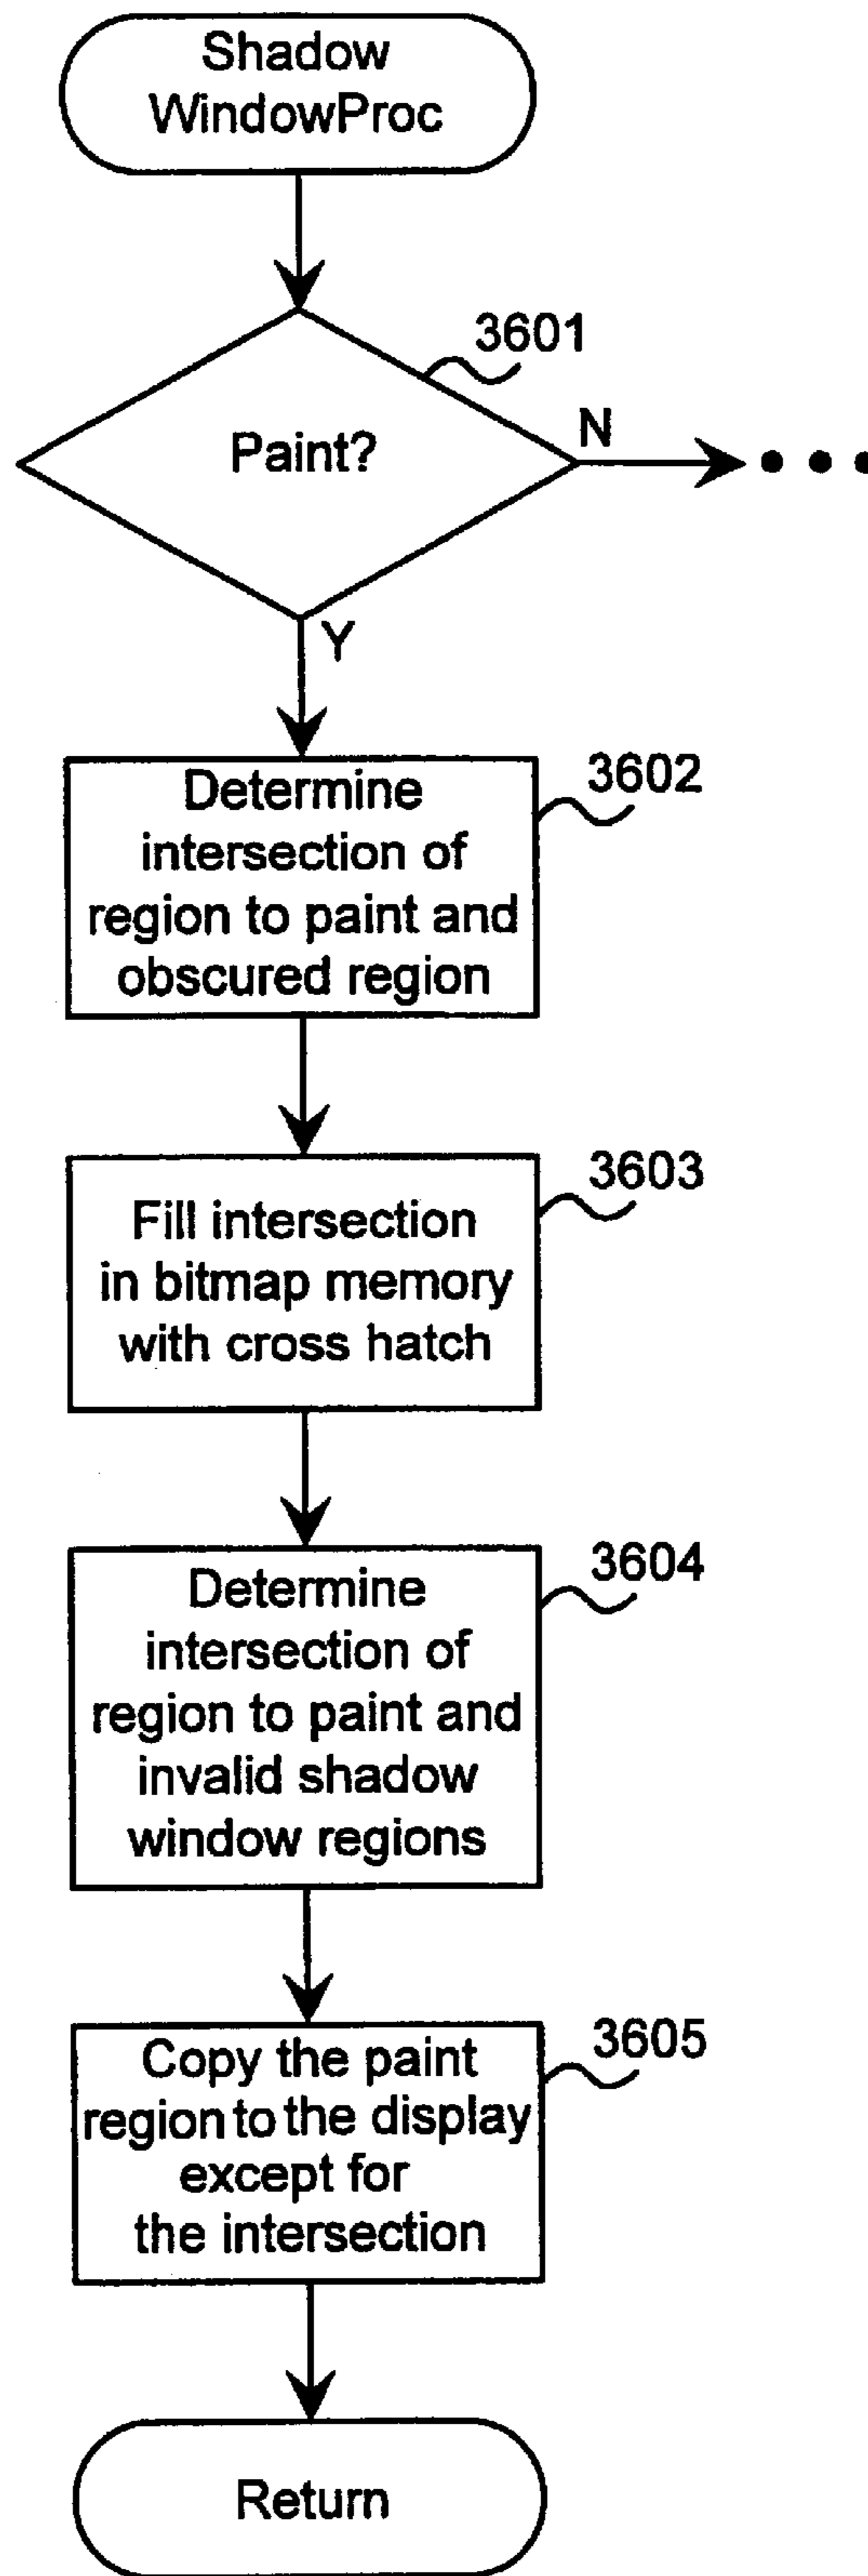 Shadow
WindowProc
3601
Paint?
N
Y
3602
Determine
intersection of
region to paint and
obscured region
3603
Fill intersection
in bitmap memory
with cross hatch
3604
Determine
intersection of
region to paint and
invalid shadow
window regions
3605
Copy the paint
region to the display
except for
the intersection
Return